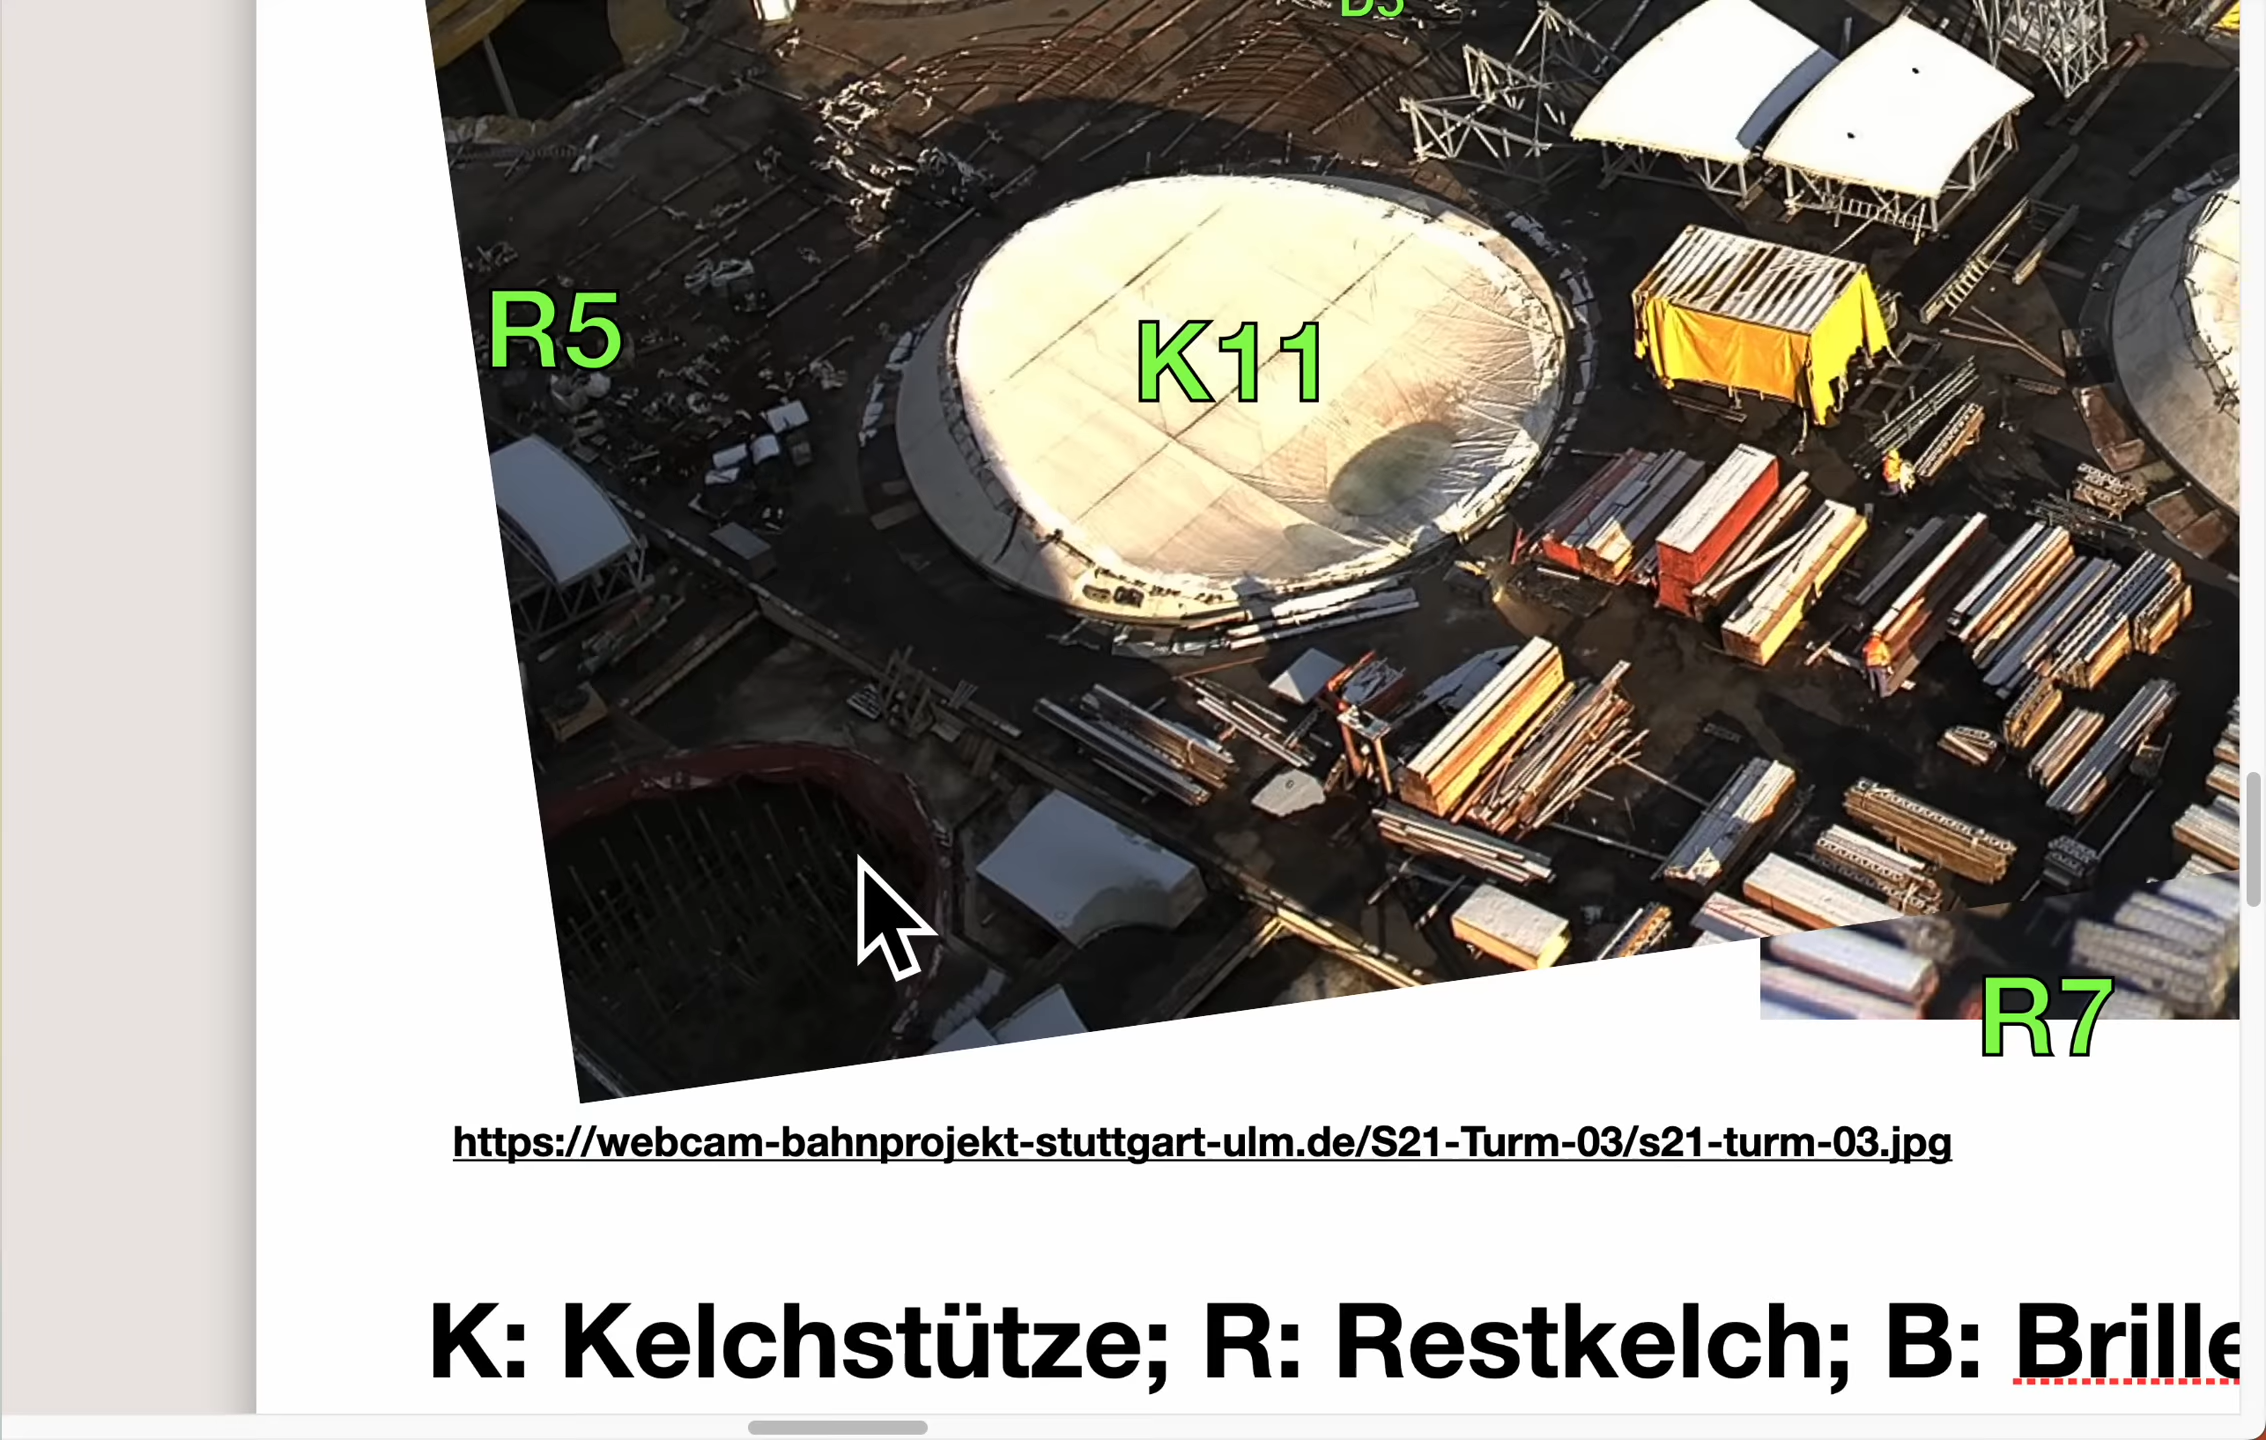 R5
K11
R7
https://webcam-bahnprojekt-stuttgart-ulm.de/S21-Turm-03/s21-turm-03.jpg
K: Kelchstütze; R: Restkelch; B: Brille